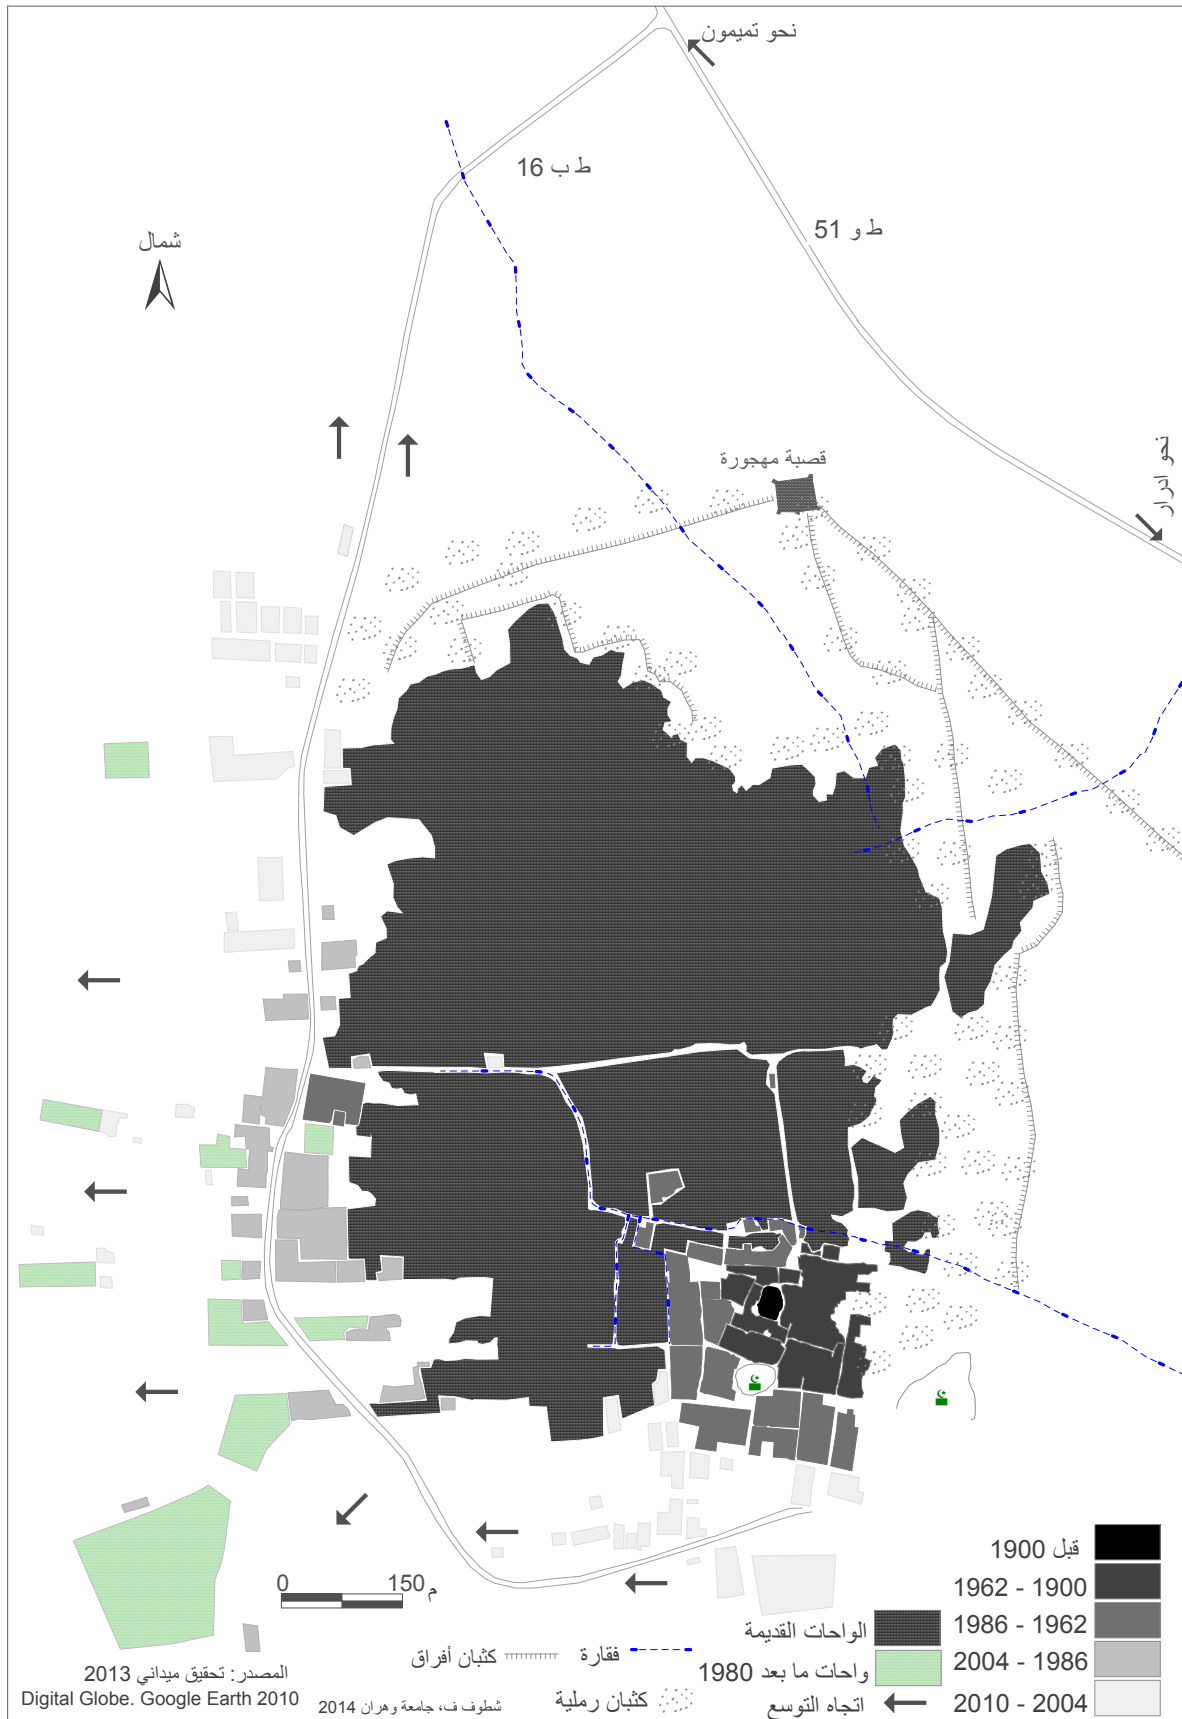 نحو تميمون
ط ب 16
ط و 51
شمال
نحو ادرار
قصبة مهجورة
0 150 م
قبل 1900
1962 - 1900
1986 - 1962
2004 - 1986
2010 - 2004
الواحات القديمة
واحات ما بعد 1980
اتجاه التوسع
فقارة
كثبان أفراق
كثبان رملية
المصدر: تحقيق ميداني 2013
Digital Globe. Google Earth 2010
شطوف ف، جامعة وهران 2014